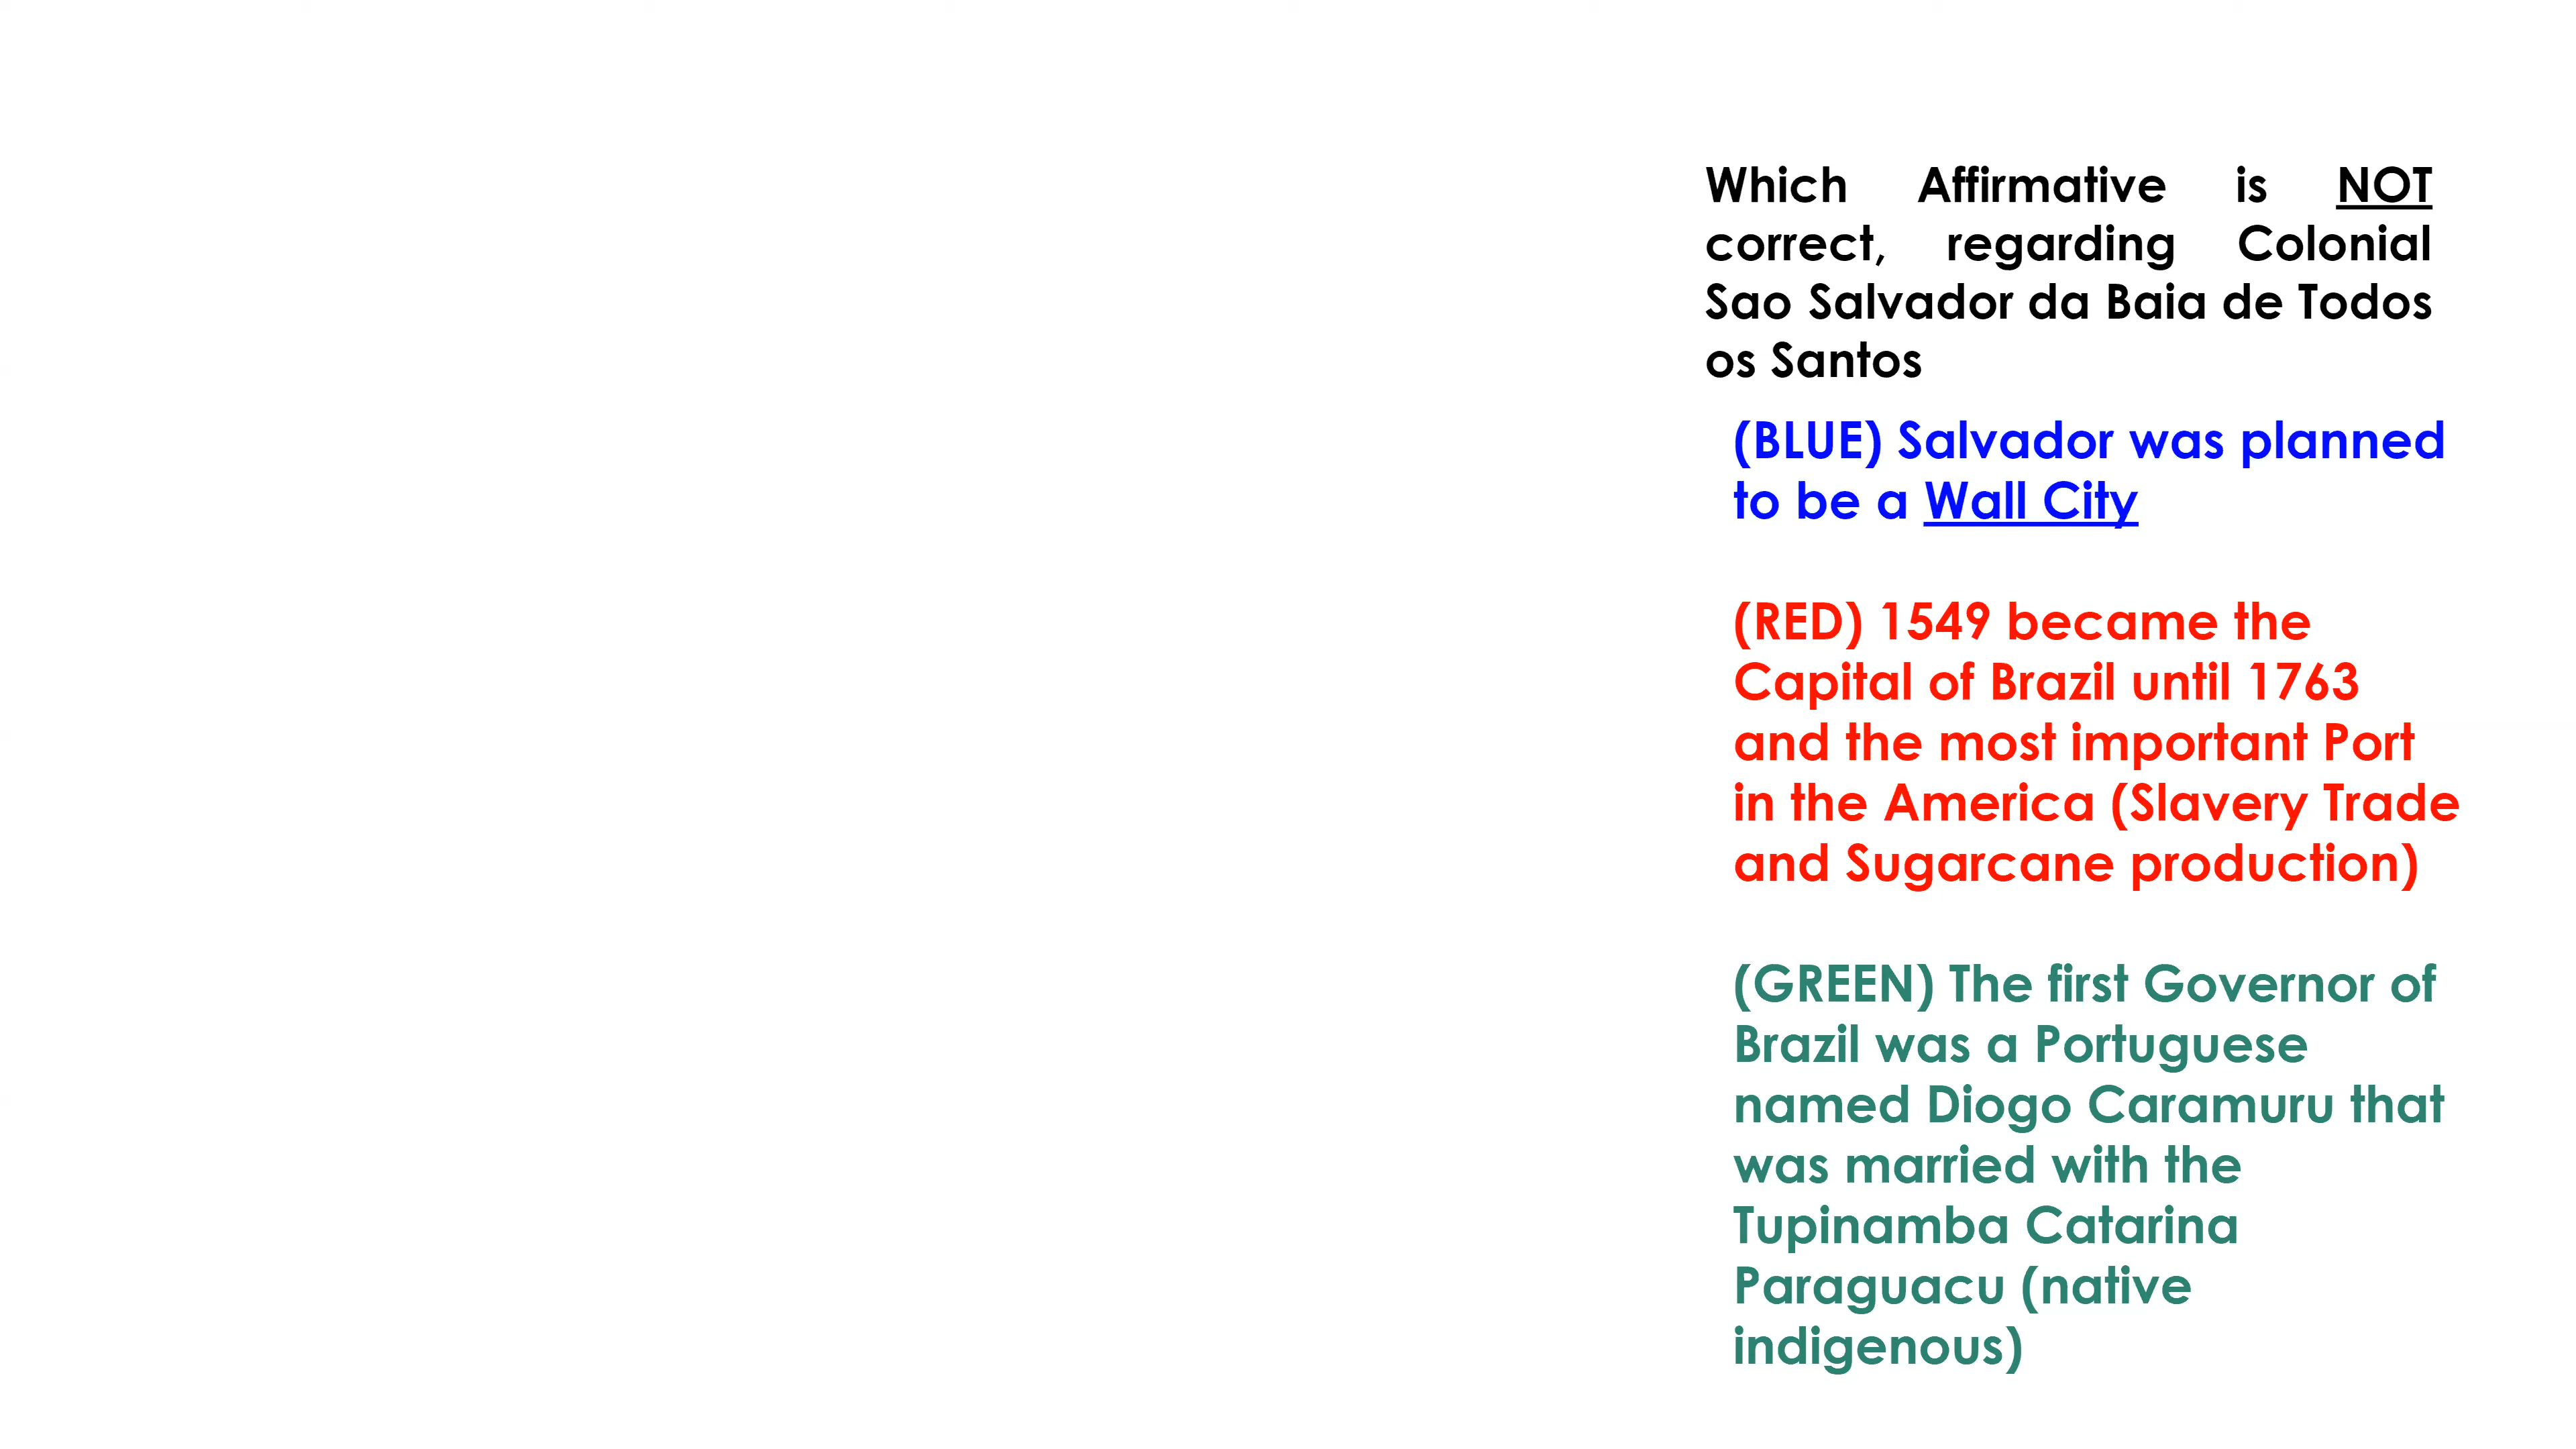 Which Affirmative is NOT
correct, regarding Colonial
Sao Salvador da Baia de Todos
os Santos
(BLUE) Salvador was planned
to be a Wall City
(RED) 1549 became the
Capital of Brazil until 1763
and the most important Port
in the America (Slavery Trade
and Sugarcane production)
(GREEN) The first Governor of
Brazil was a Portuguese
named Diogo Caramuru that
was married with the
Tupinamba Catarina
Paraguacu (native
indigenous)